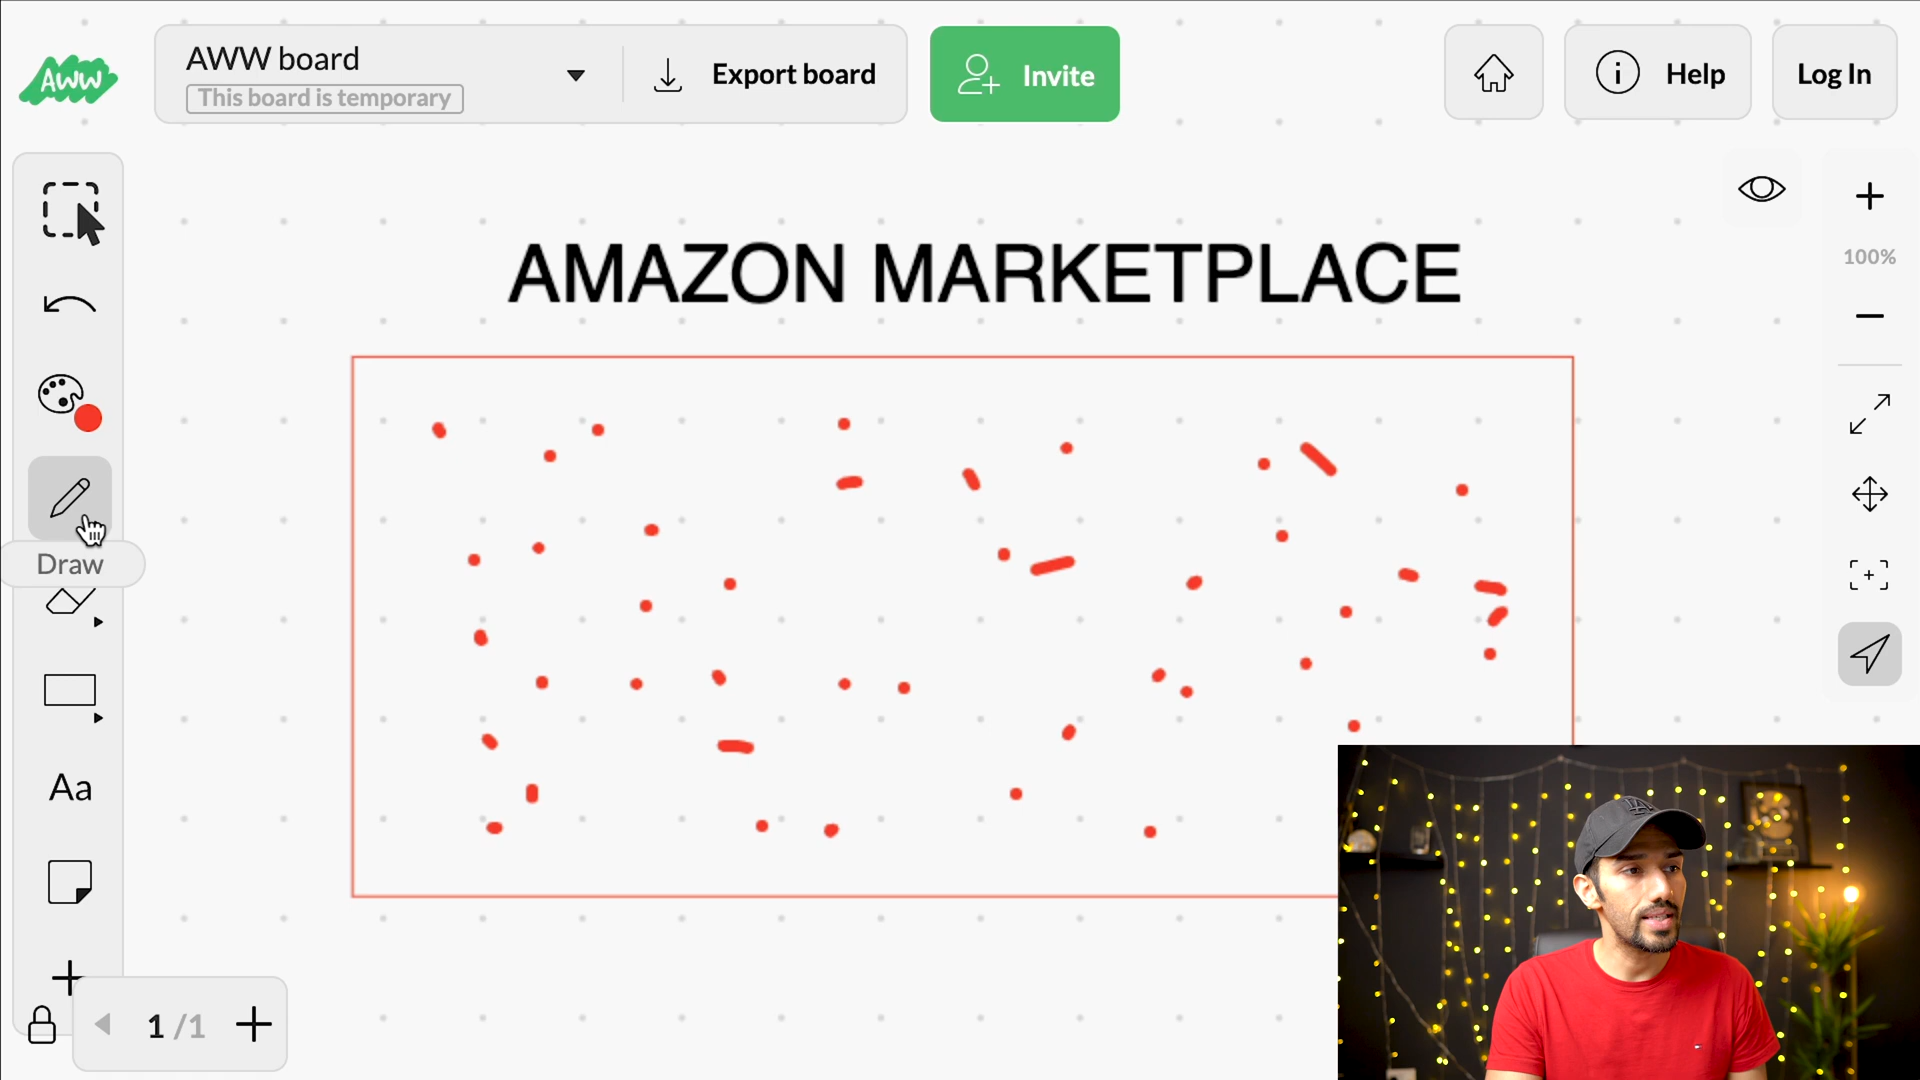 AWW
AWW board
This board is temporary
Export board
Invite
Help
Log In
100%
AMAZON MARKETPLACE
Draw
Aa
1 /1
LA